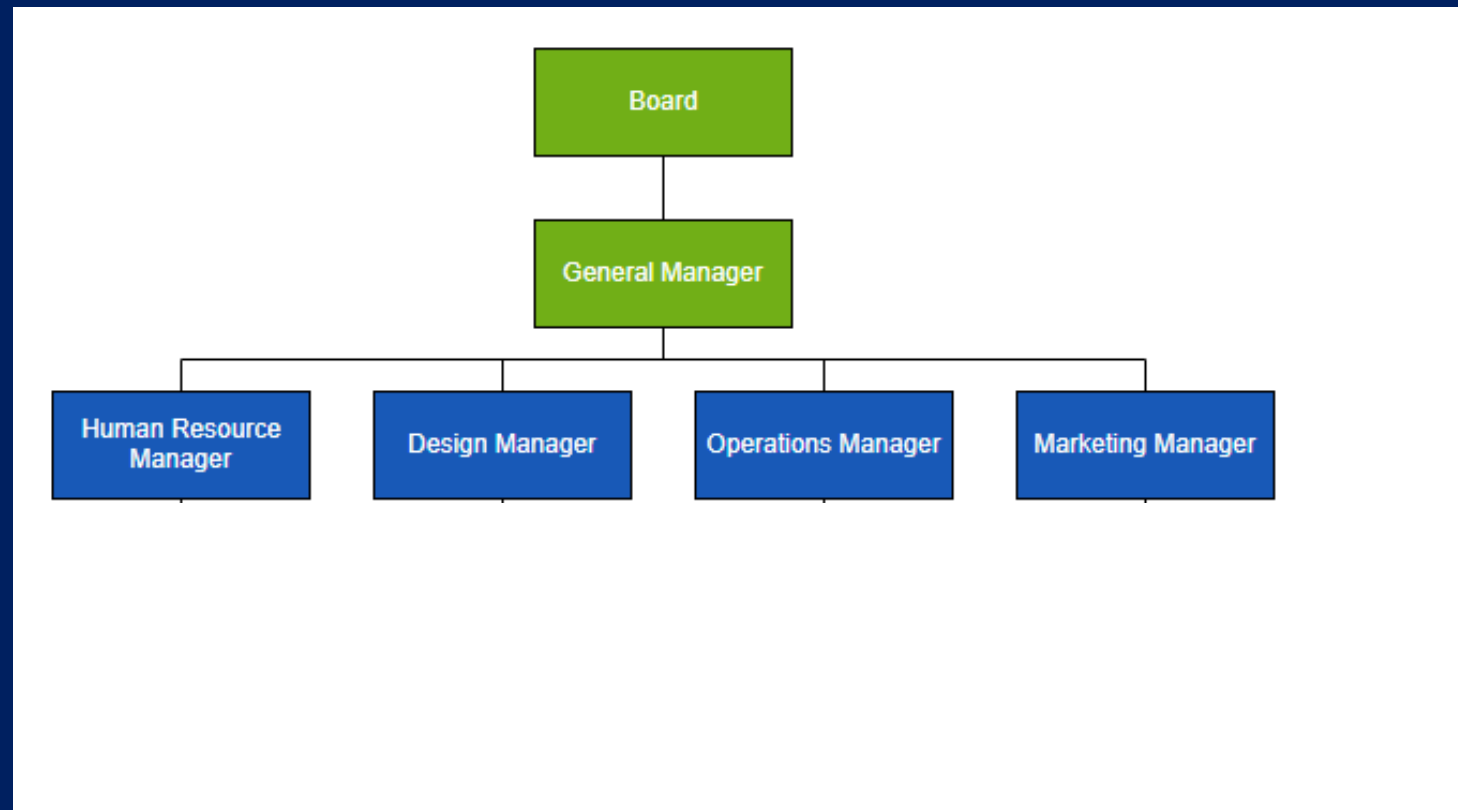 Board
General Manager
Human Resource
Manager
Design Manager
Operations Manager
Marketing Manager